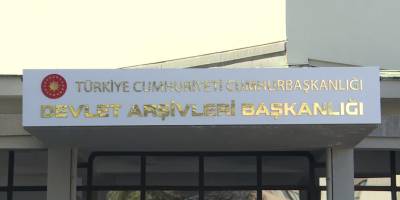 TÜRKİYE CUMHURİYETİ CUMHURBAŞKANLIĞI
DEVLET ARŞİVLERİ BAŞKANLIĞI